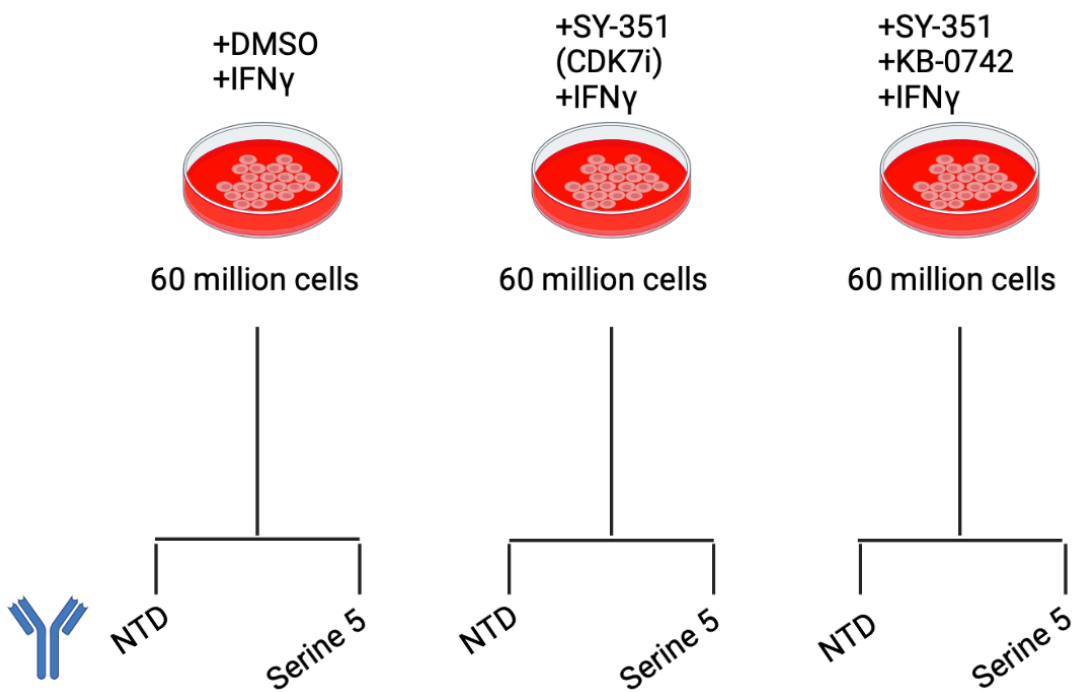 +DMSO
+IFNγ
+SY-351
(CDK7i)
+IFNγ
+SY-351
+KB-0742
+IFNγ
60 million cells
60 million cells
60 million cells
NTD
Serine 5
NTD
Serine 5
NTD
Serine 5